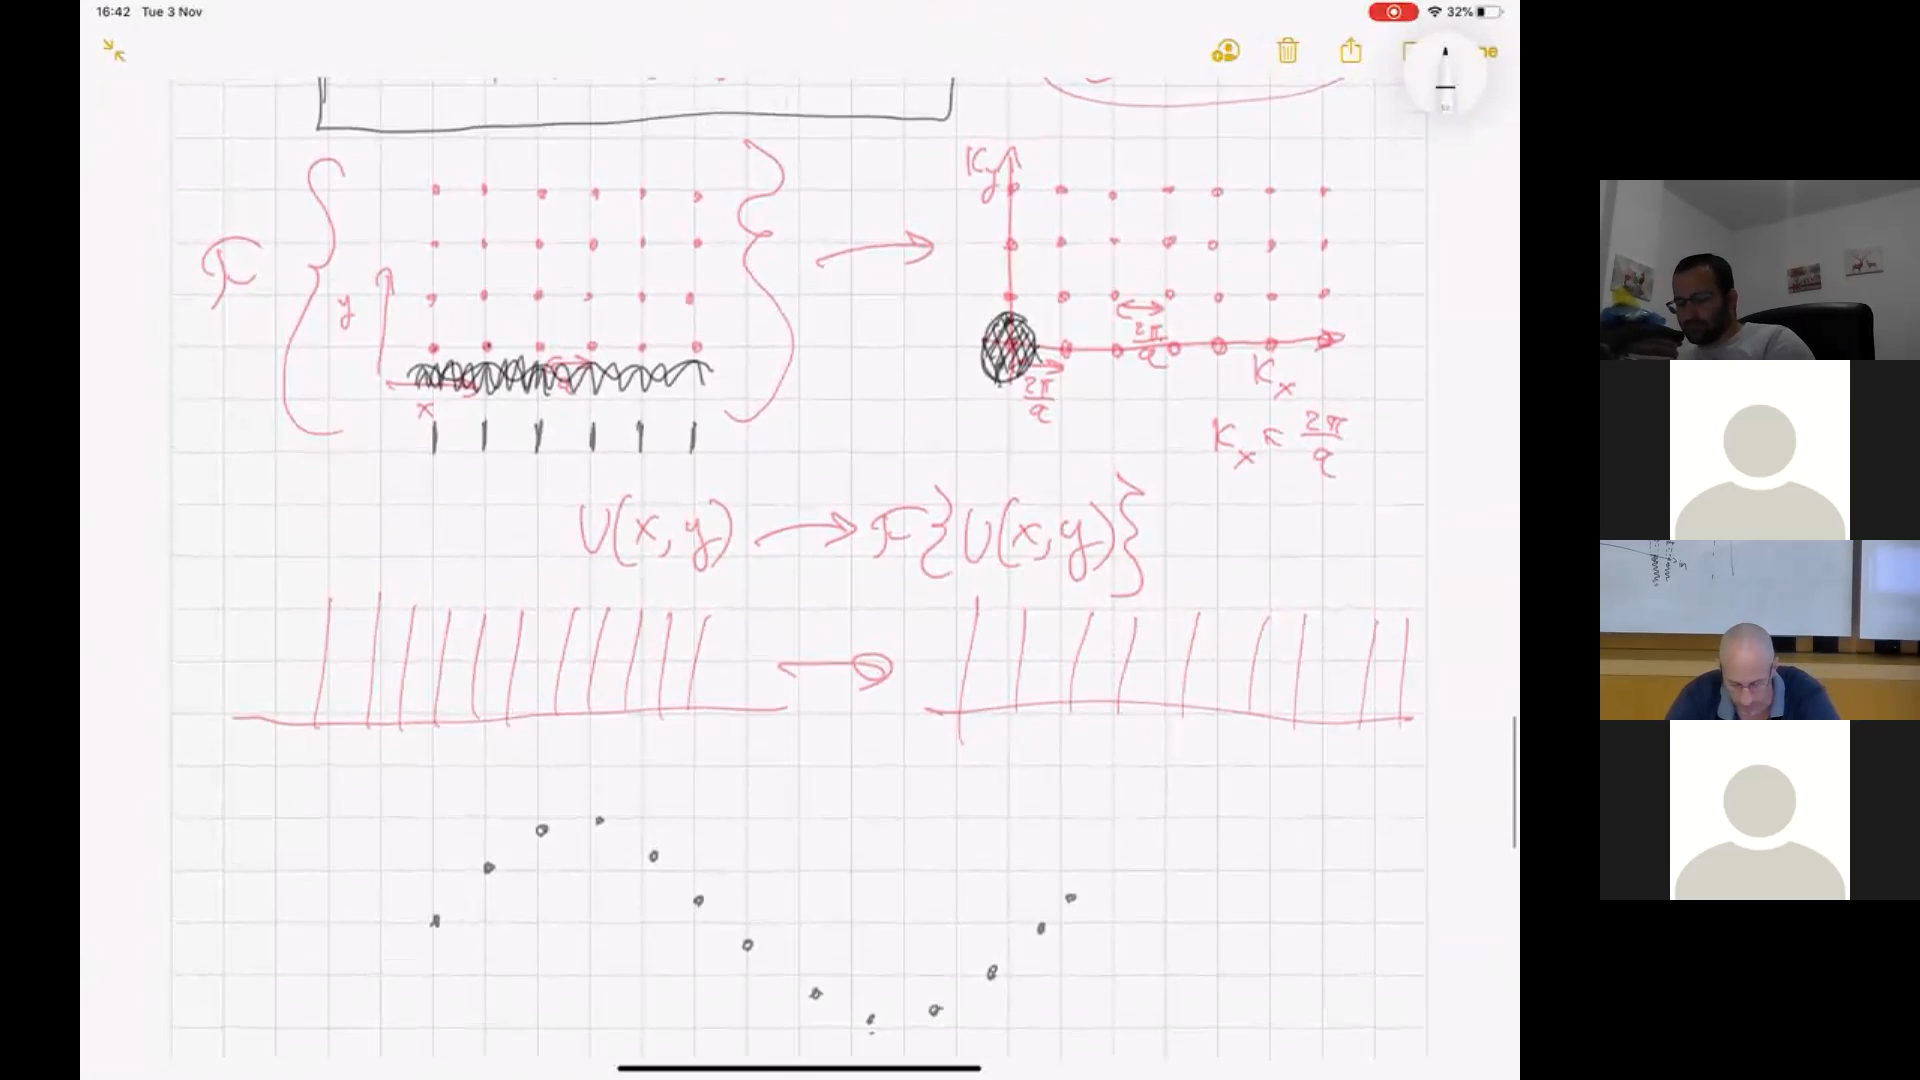 16:42 Tue 3 Nov
32%
Ky
F { y x }
2π/a
2π/a
Kx
Kx = 2π/a
U(x,y) → F{U(x,y)}